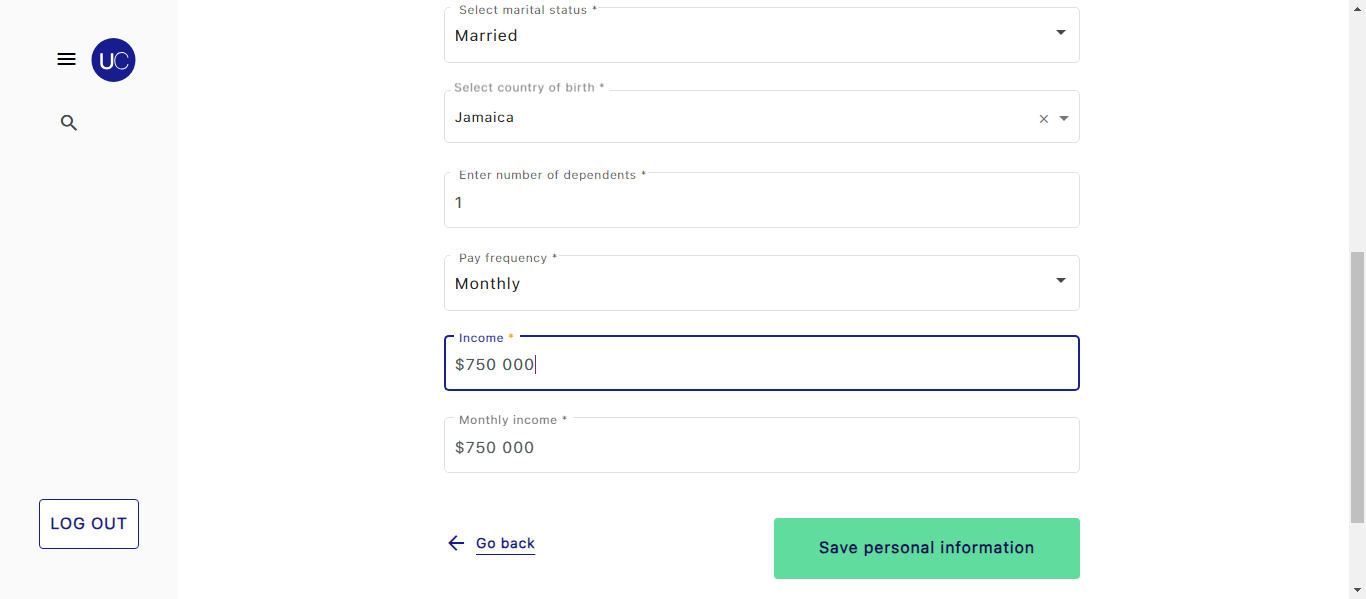 UC
LOG OUT
Select marital status *
Married
Select country of birth *
Jamaica
Enter number of dependents *
1
Pay frequency *
Monthly
Income *
$750 000
Monthly income *
$750 000
Go back
Save personal information